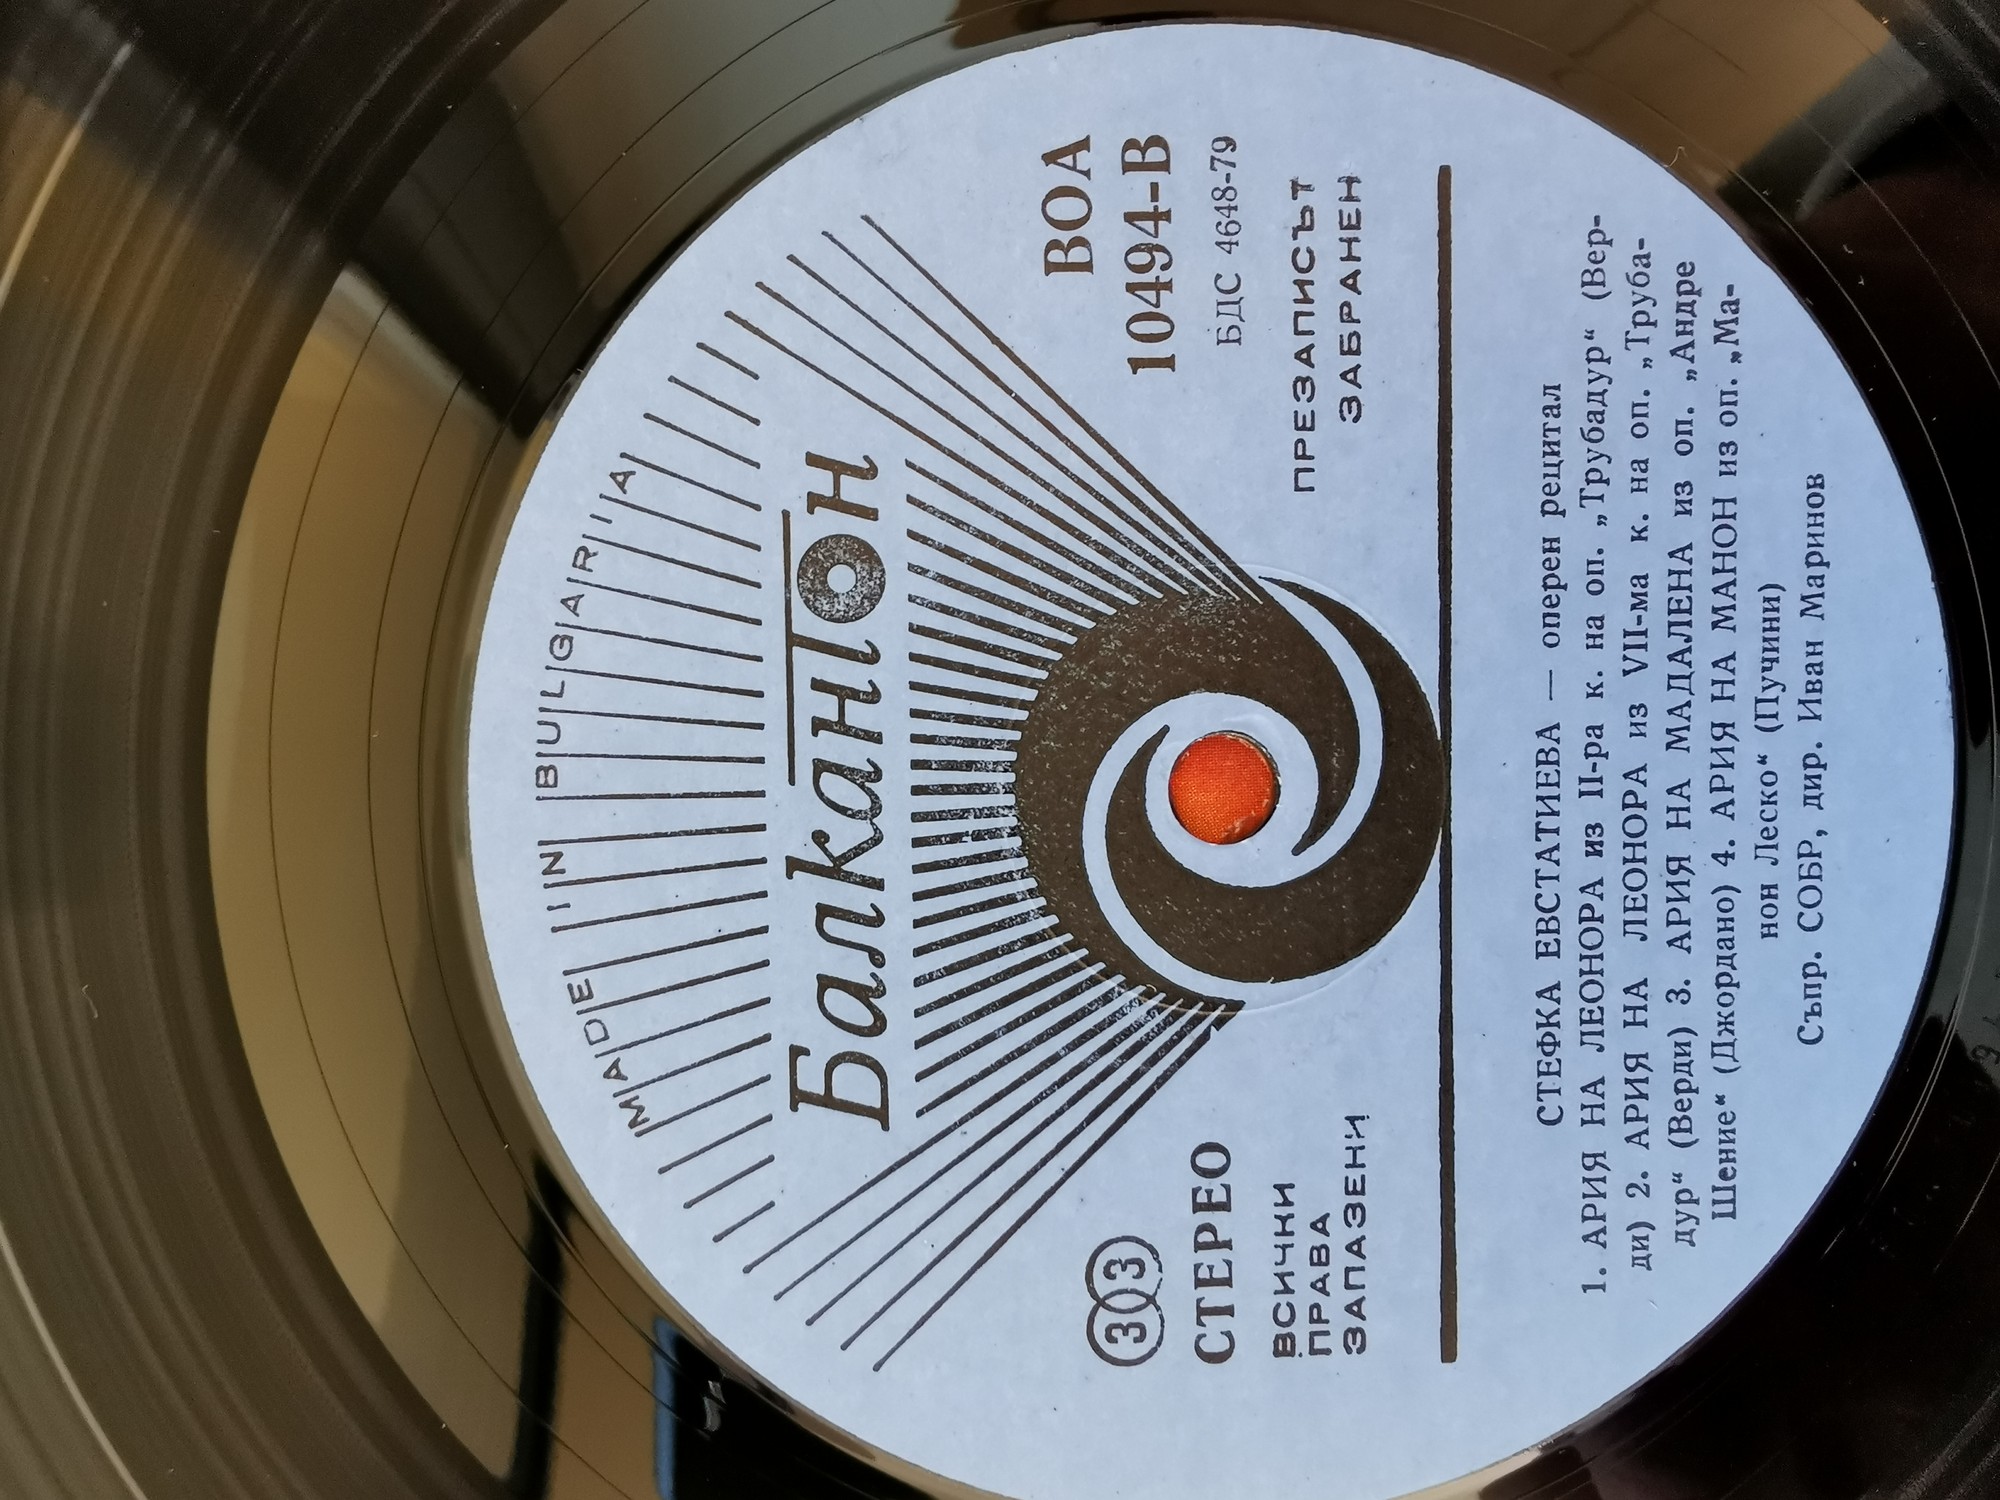 MADE IN BULGARIA
Балкантон
33
СТЕРЕО
ВСИЧКИ
ПРАВА
ЗАПАЗЕНИ
ВОА
10494-В
БДС 4648-79
ПРЕЗАПИСЪТ
ЗАБРАНЕН
СТЕФКА ЕВСТАТИЕВА — оперен рецитал
1. АРИЯ НА ЛЕОНОРА из II-ра к. на оп. „Трубадур“ (Вер-
ди) 2. АРИЯ НА ЛЕОНОРА из VII-ма к. на оп. „Труба-
дур“ (Верди) 3. АРИЯ НА МАДАЛЕНА из оп. „Андре
Шение“ (Джордано) 4. АРИЯ НА МАНОН из оп. „Ма-
нон Леско“ (Пучини)
Съпр. СОБР, дир. Иван Маринов